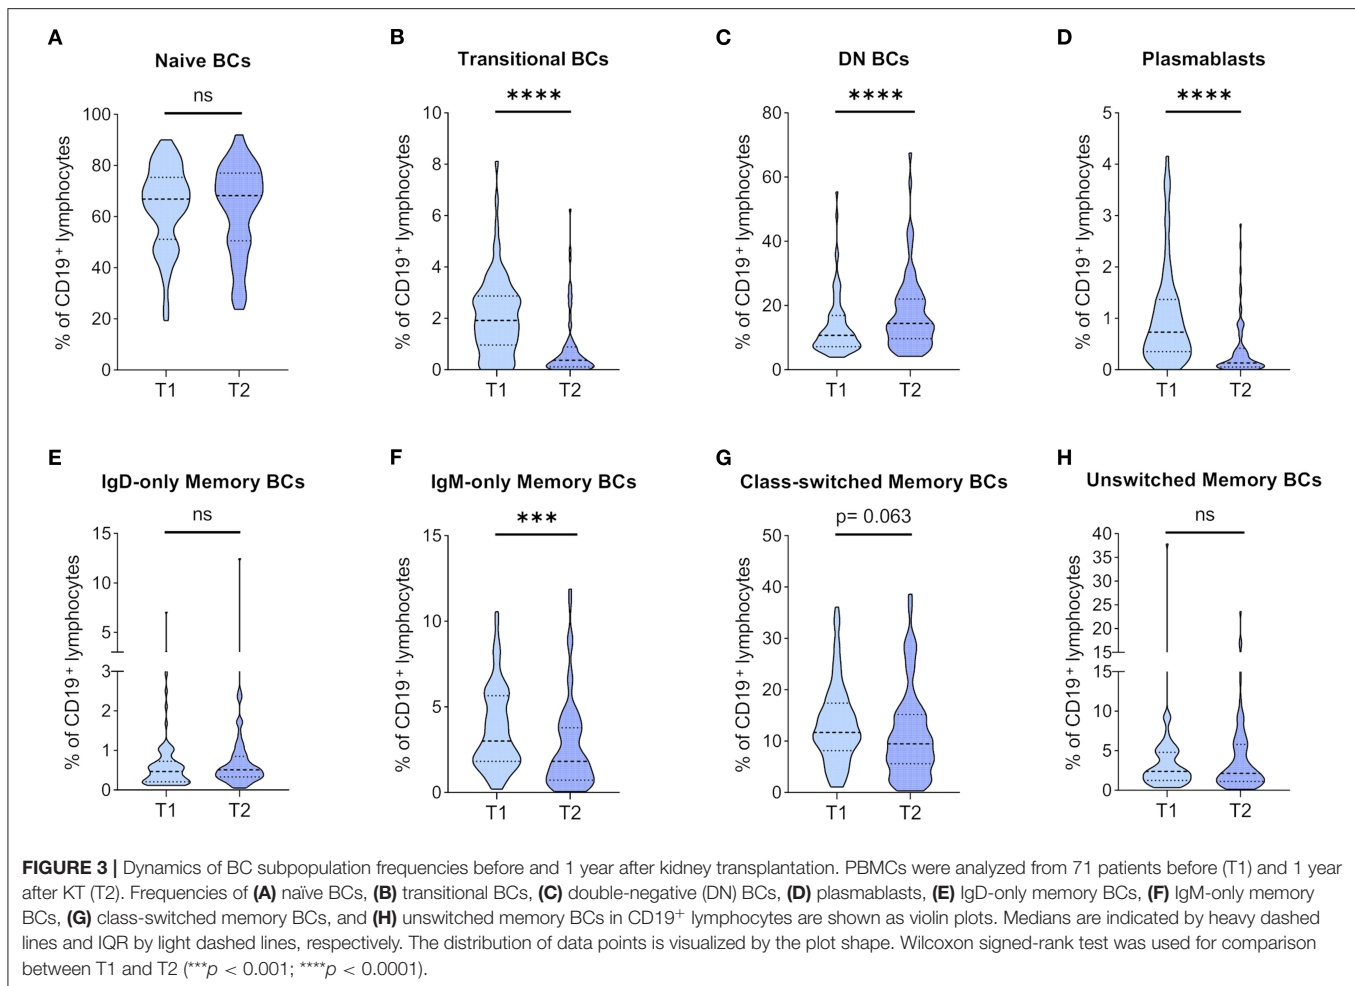 A
Naive BCs
ns
% of CD19+ lymphocytes
100
80
60
40
20
0
T1
T2
B
Transitional BCs
****
% of CD19+ lymphocytes
10
8
6
4
2
0
T1
T2
C
DN BCs
****
% of CD19+ lymphocytes
80
60
40
20
0
T1
T2
D
Plasmablasts
****
% of CD19+ lymphocytes
5
4
3
2
1
0
T1
T2
E
IgD-only Memory BCs
ns
% of CD19+ lymphocytes
15
10
5
3
2
1
0
T1
T2
F
IgM-only Memory BCs
***
% of CD19+ lymphocytes
15
10
5
0
T1
T2
G
Class-switched Memory BCs
p= 0.063
% of CD19+ lymphocytes
50
40
30
20
10
0
T1
T2
H
Unswitched Memory BCs
ns
% of CD19+ lymphocytes
40
35
30
25
20
15
15
10
5
0
T1
T2
FIGURE 3 | Dynamics of BC subpopulation frequencies before and 1 year after kidney transplantation. PBMCs were analyzed from 71 patients before (T1) and 1 year
after KT (T2). Frequencies of (A) naïve BCs, (B) transitional BCs, (C) double-negative (DN) BCs, (D) plasmablasts, (E) IgD-only memory BCs, (F) IgM-only memory
BCs, (G) class-switched memory BCs, and (H) unswitched memory BCs in CD19+ lymphocytes are shown as violin plots. Medians are indicated by heavy dashed
lines and IQR by light dashed lines, respectively. The distribution of data points is visualized by the plot shape. Wilcoxon signed-rank test was used for comparison
between T1 and T2 (***p < 0.001; ****p < 0.0001).